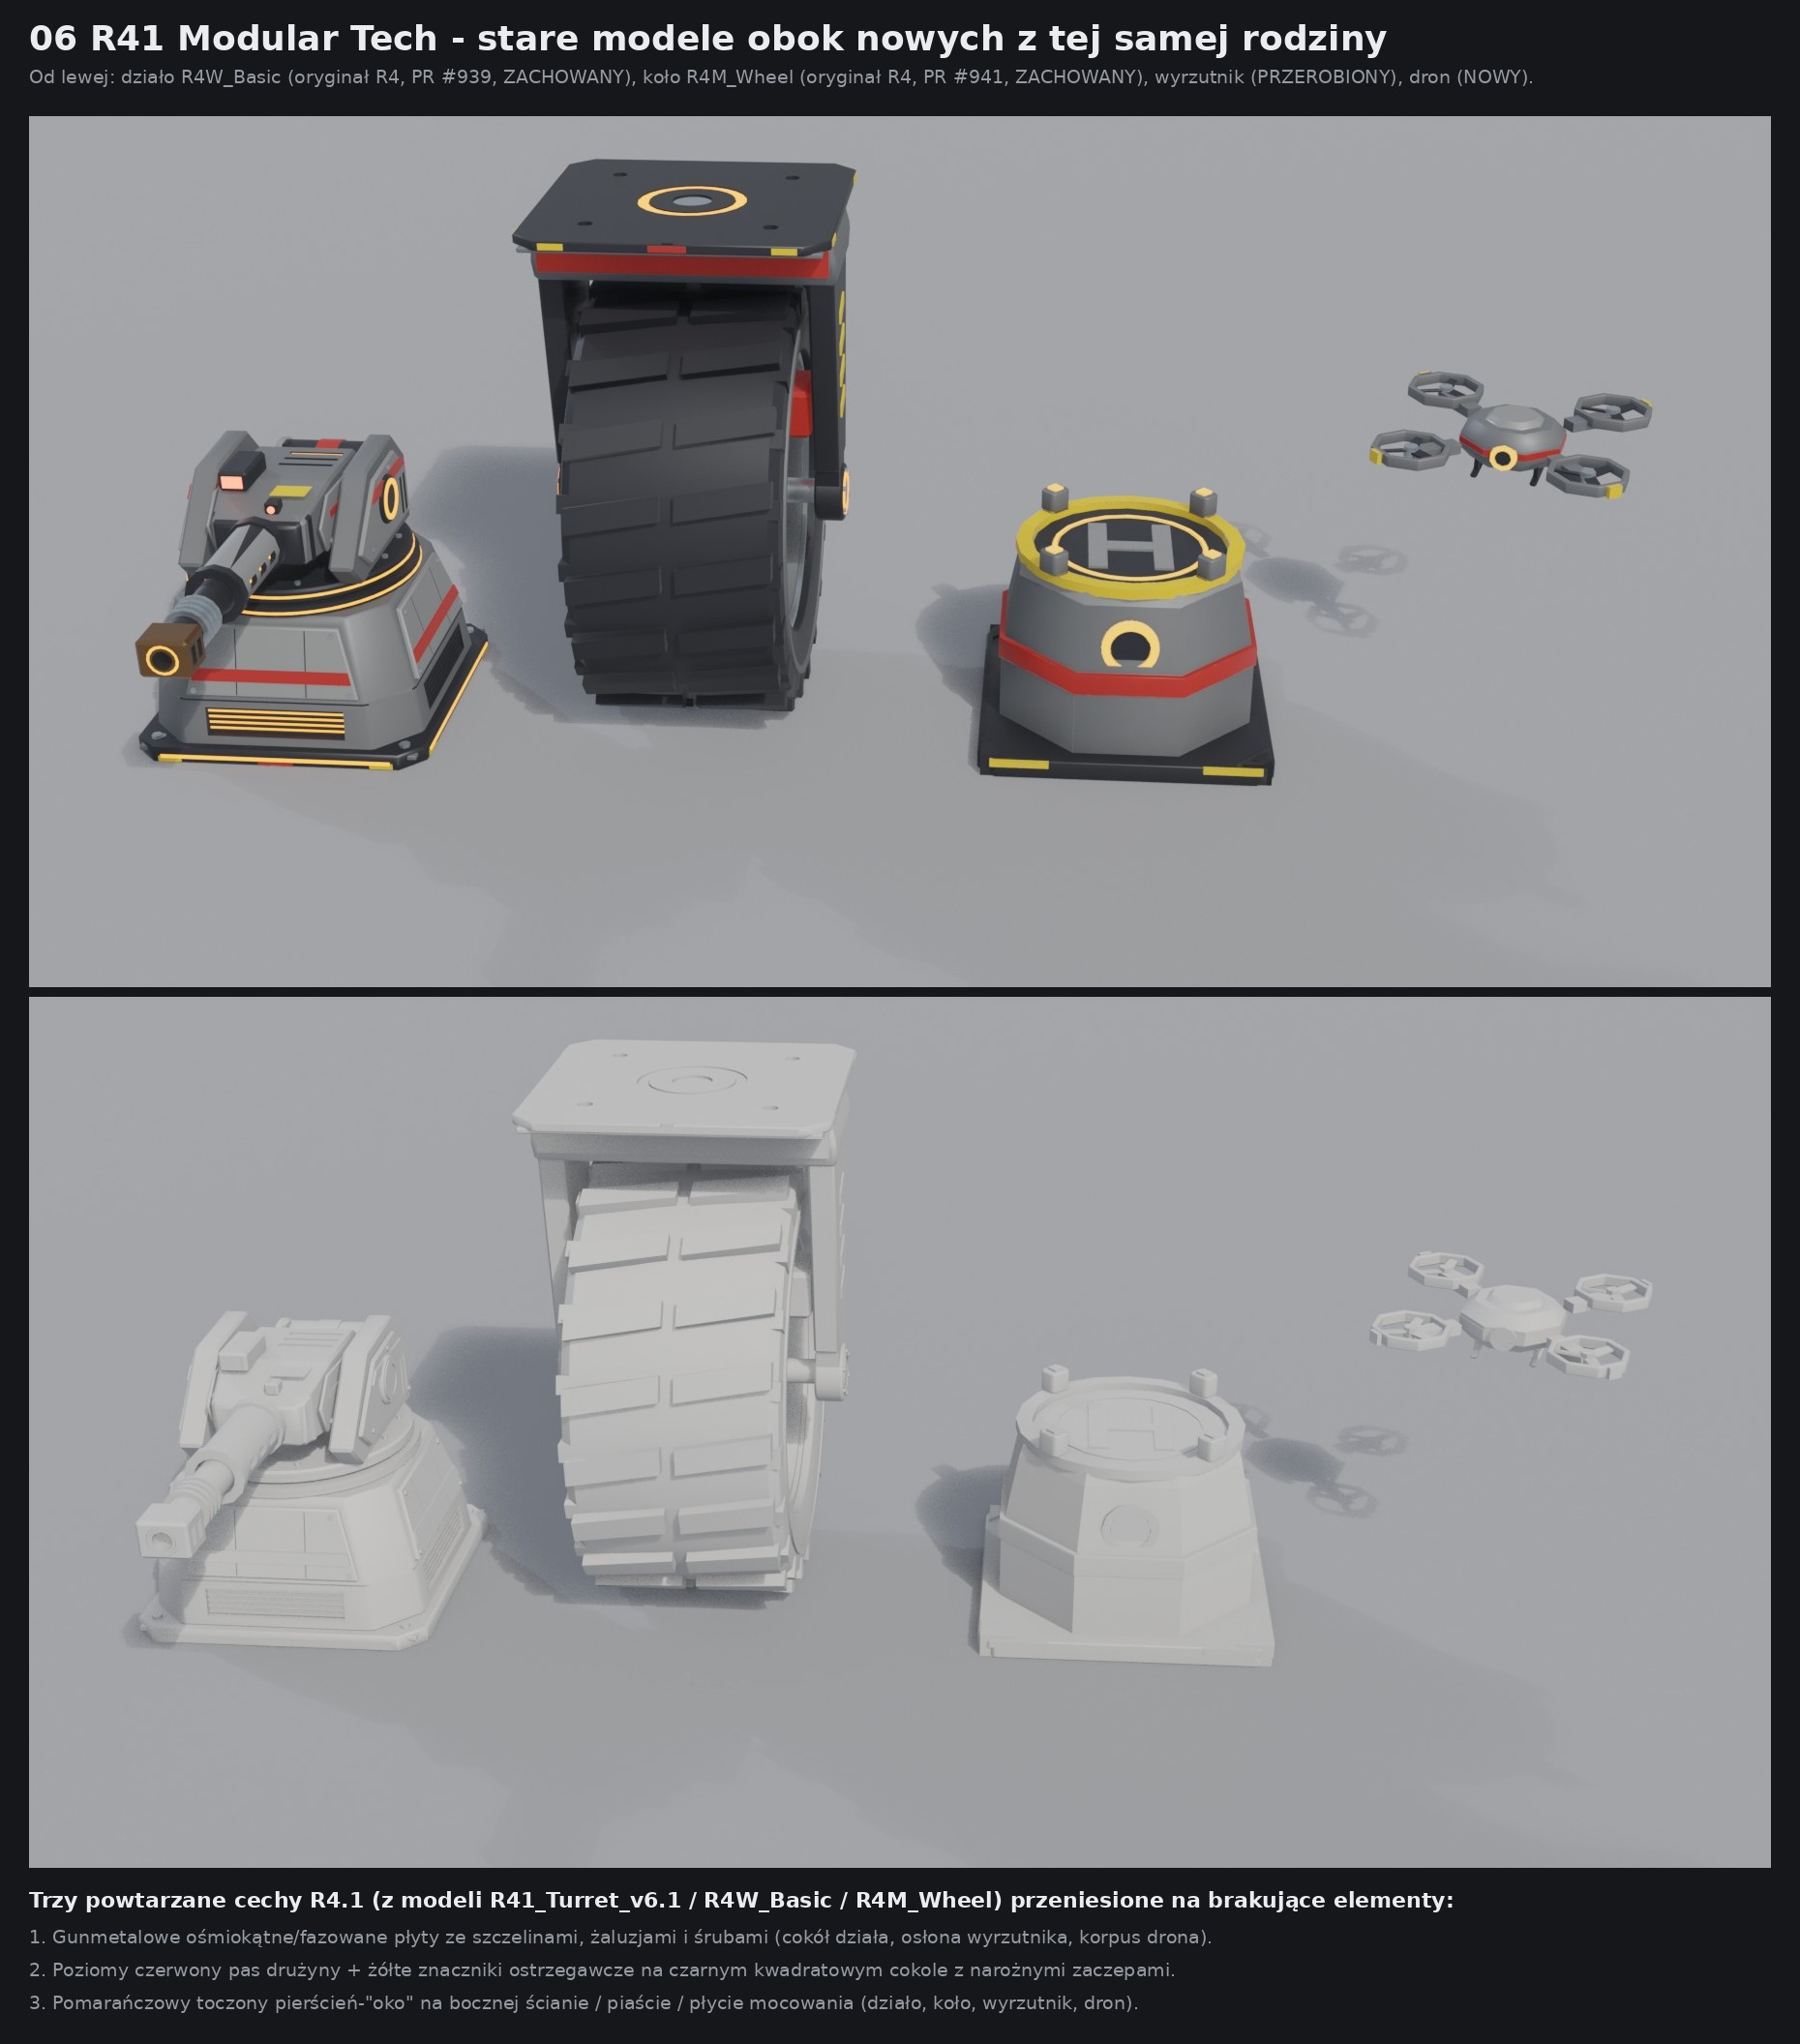 06 R41 Modular Tech - stare modele obok nowych z tej samej rodziny
Od lewej: działo R4W_Basic (oryginał R4, PR #939, ZACHOWANY), koło R4M_Wheel (oryginał R4, PR #941, ZACHOWANY), wyrzutnik (PRZEROBIONY), dron (NOWY).
H
H
Trzy powtarzane cechy R4.1 (z modeli R41_Turret_v6.1 / R4W_Basic / R4M_Wheel) przeniesione na brakujące elementy:
1. Gunmetalowe ośmiokątne/fazowane płyty ze szczelinami, żaluzjami i śrubami (cokół działa, osłona wyrzutnika, korpus drona).
2. Poziomy czerwony pas drużyny + żółte znaczniki ostrzegawcze na czarnym kwadratowym cokole z narożnymi zaczepami.
3. Pomarańczowy toczony pierścień-"oko" na bocznej ścianie / piaście / płycie mocowania (działo, koło, wyrzutnik, dron).